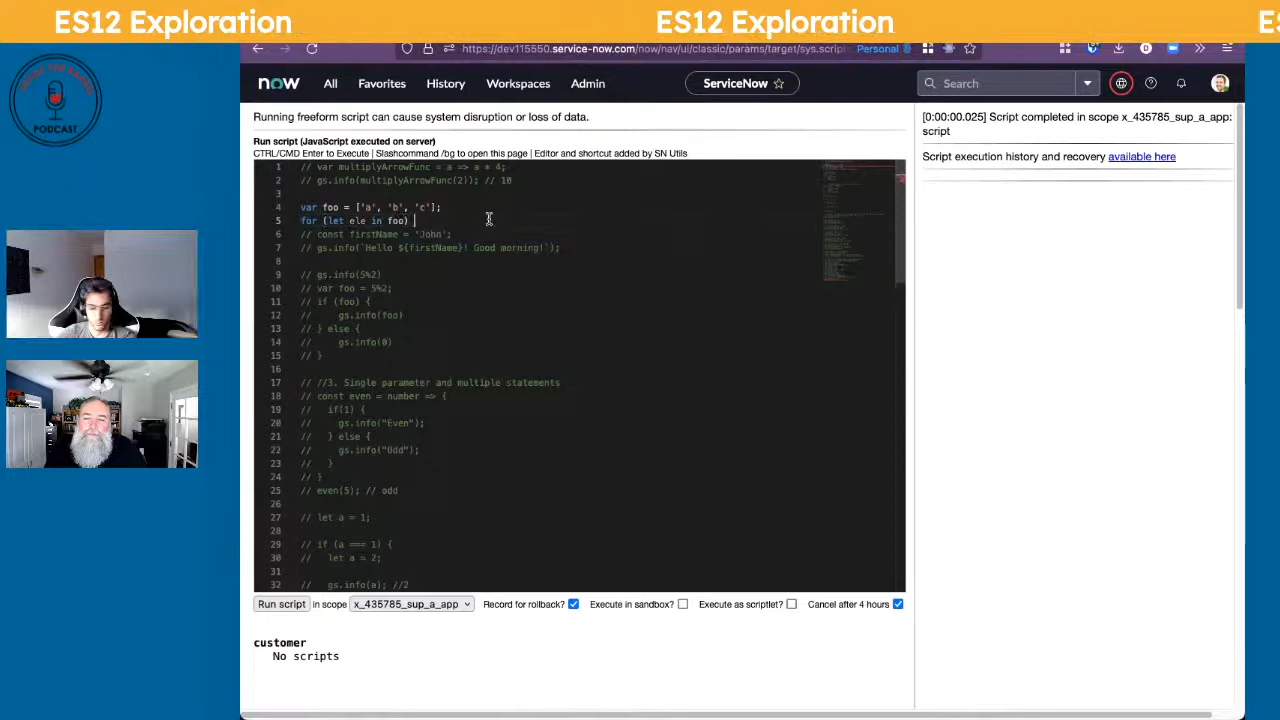 ES12 Exploration
ES12 Exploration
PODCAST
https://dev115550.service-now.com/now/nav/ui/classic/params/target/sys.scrip
Personal
now
All
Favorites
History
Workspaces
Admin
ServiceNow
Search
Running freeform script can cause system disruption or loss of data.
Run script (JavaScript executed on server)
CTRL/CMD Enter to Execute | Slashcommand /bg to open this page | Editor and shortcut added by SN Utils
1 // var multiplyArrowFunc = a => a * 4;
2 // gs.info(multiplyArrowFunc(2)); // 10
3
4 var foo = ['a', 'b', 'c'];
5 for (let ele in foo)
6 // const firstName = 'John';
7 // gs.info(`Hello ${firstName}! Good morning!`);
8
9 // gs.info(5%2)
10 // var foo = 5%2;
11 // if (foo) {
12 // gs.info(foo)
13 // } else {
14 // gs.info(0)
15 // }
16
17 // //3. Single parameter and multiple statements
18 // const even = number => {
19 // if(1) {
20 // gs.info("Even");
21 // } else {
22 // gs.info("Odd");
23 // }
24 // }
25 // even(5); // odd
26
27 // let a = 1;
28
29 // if (a === 1) {
30 // let a = 2;
31
32 // gs.info(a); //2
Run script in scope x_435785_sup_a_app Record for rollback? Execute in sandbox? Execute as scriptlet? Cancel after 4 hours
customer
No scripts
[0:00:00.025] Script completed in scope x_435785_sup_a_app:
script
Script execution history and recovery available here